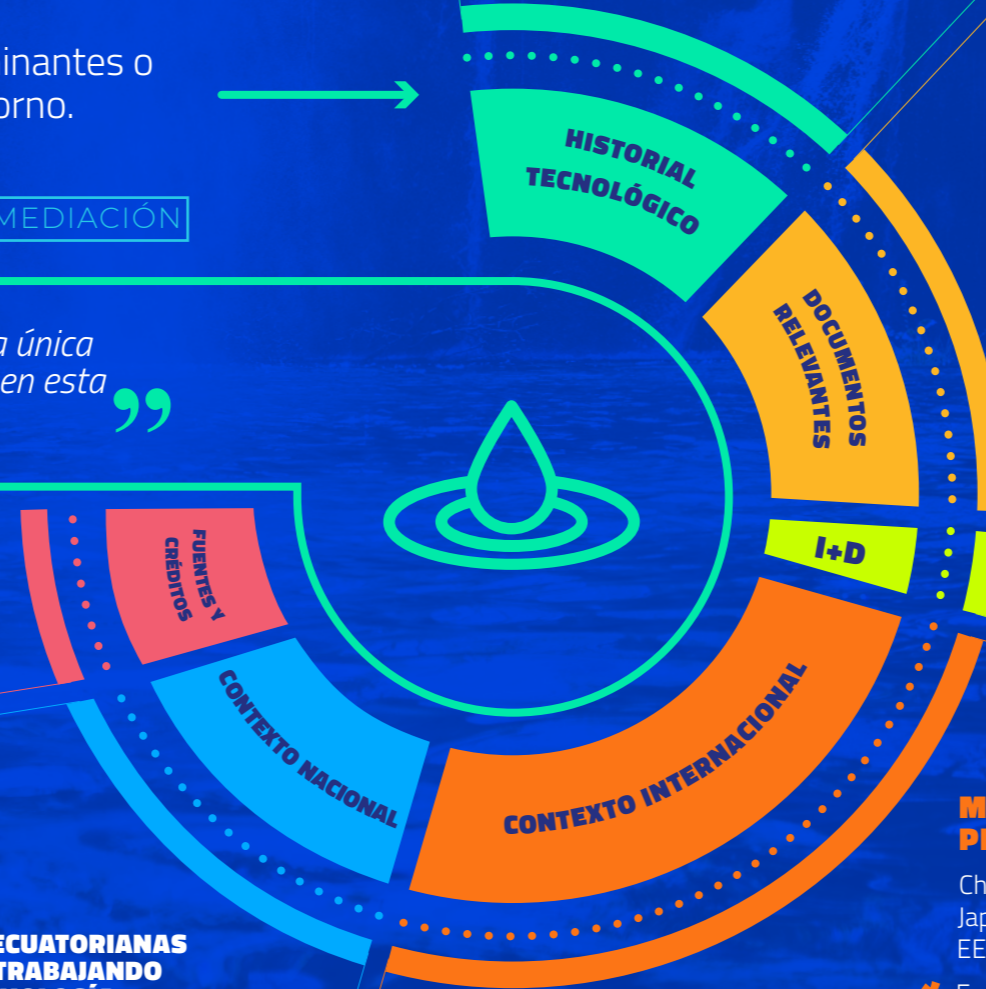 inantes o
orno.
MEDIACIÓN
a única
en esta
”
HISTORIAL
TECNOLÓGICO
DOCUMENTOS
RELEVANTES
I+D
CONTEXTO INTERNACIONAL
CONTEXTO NACIONAL
FUENTES Y
CRÉDITOS
ECUATORIANAS
TRABAJANDO
M
P
Ch
Jap
EE